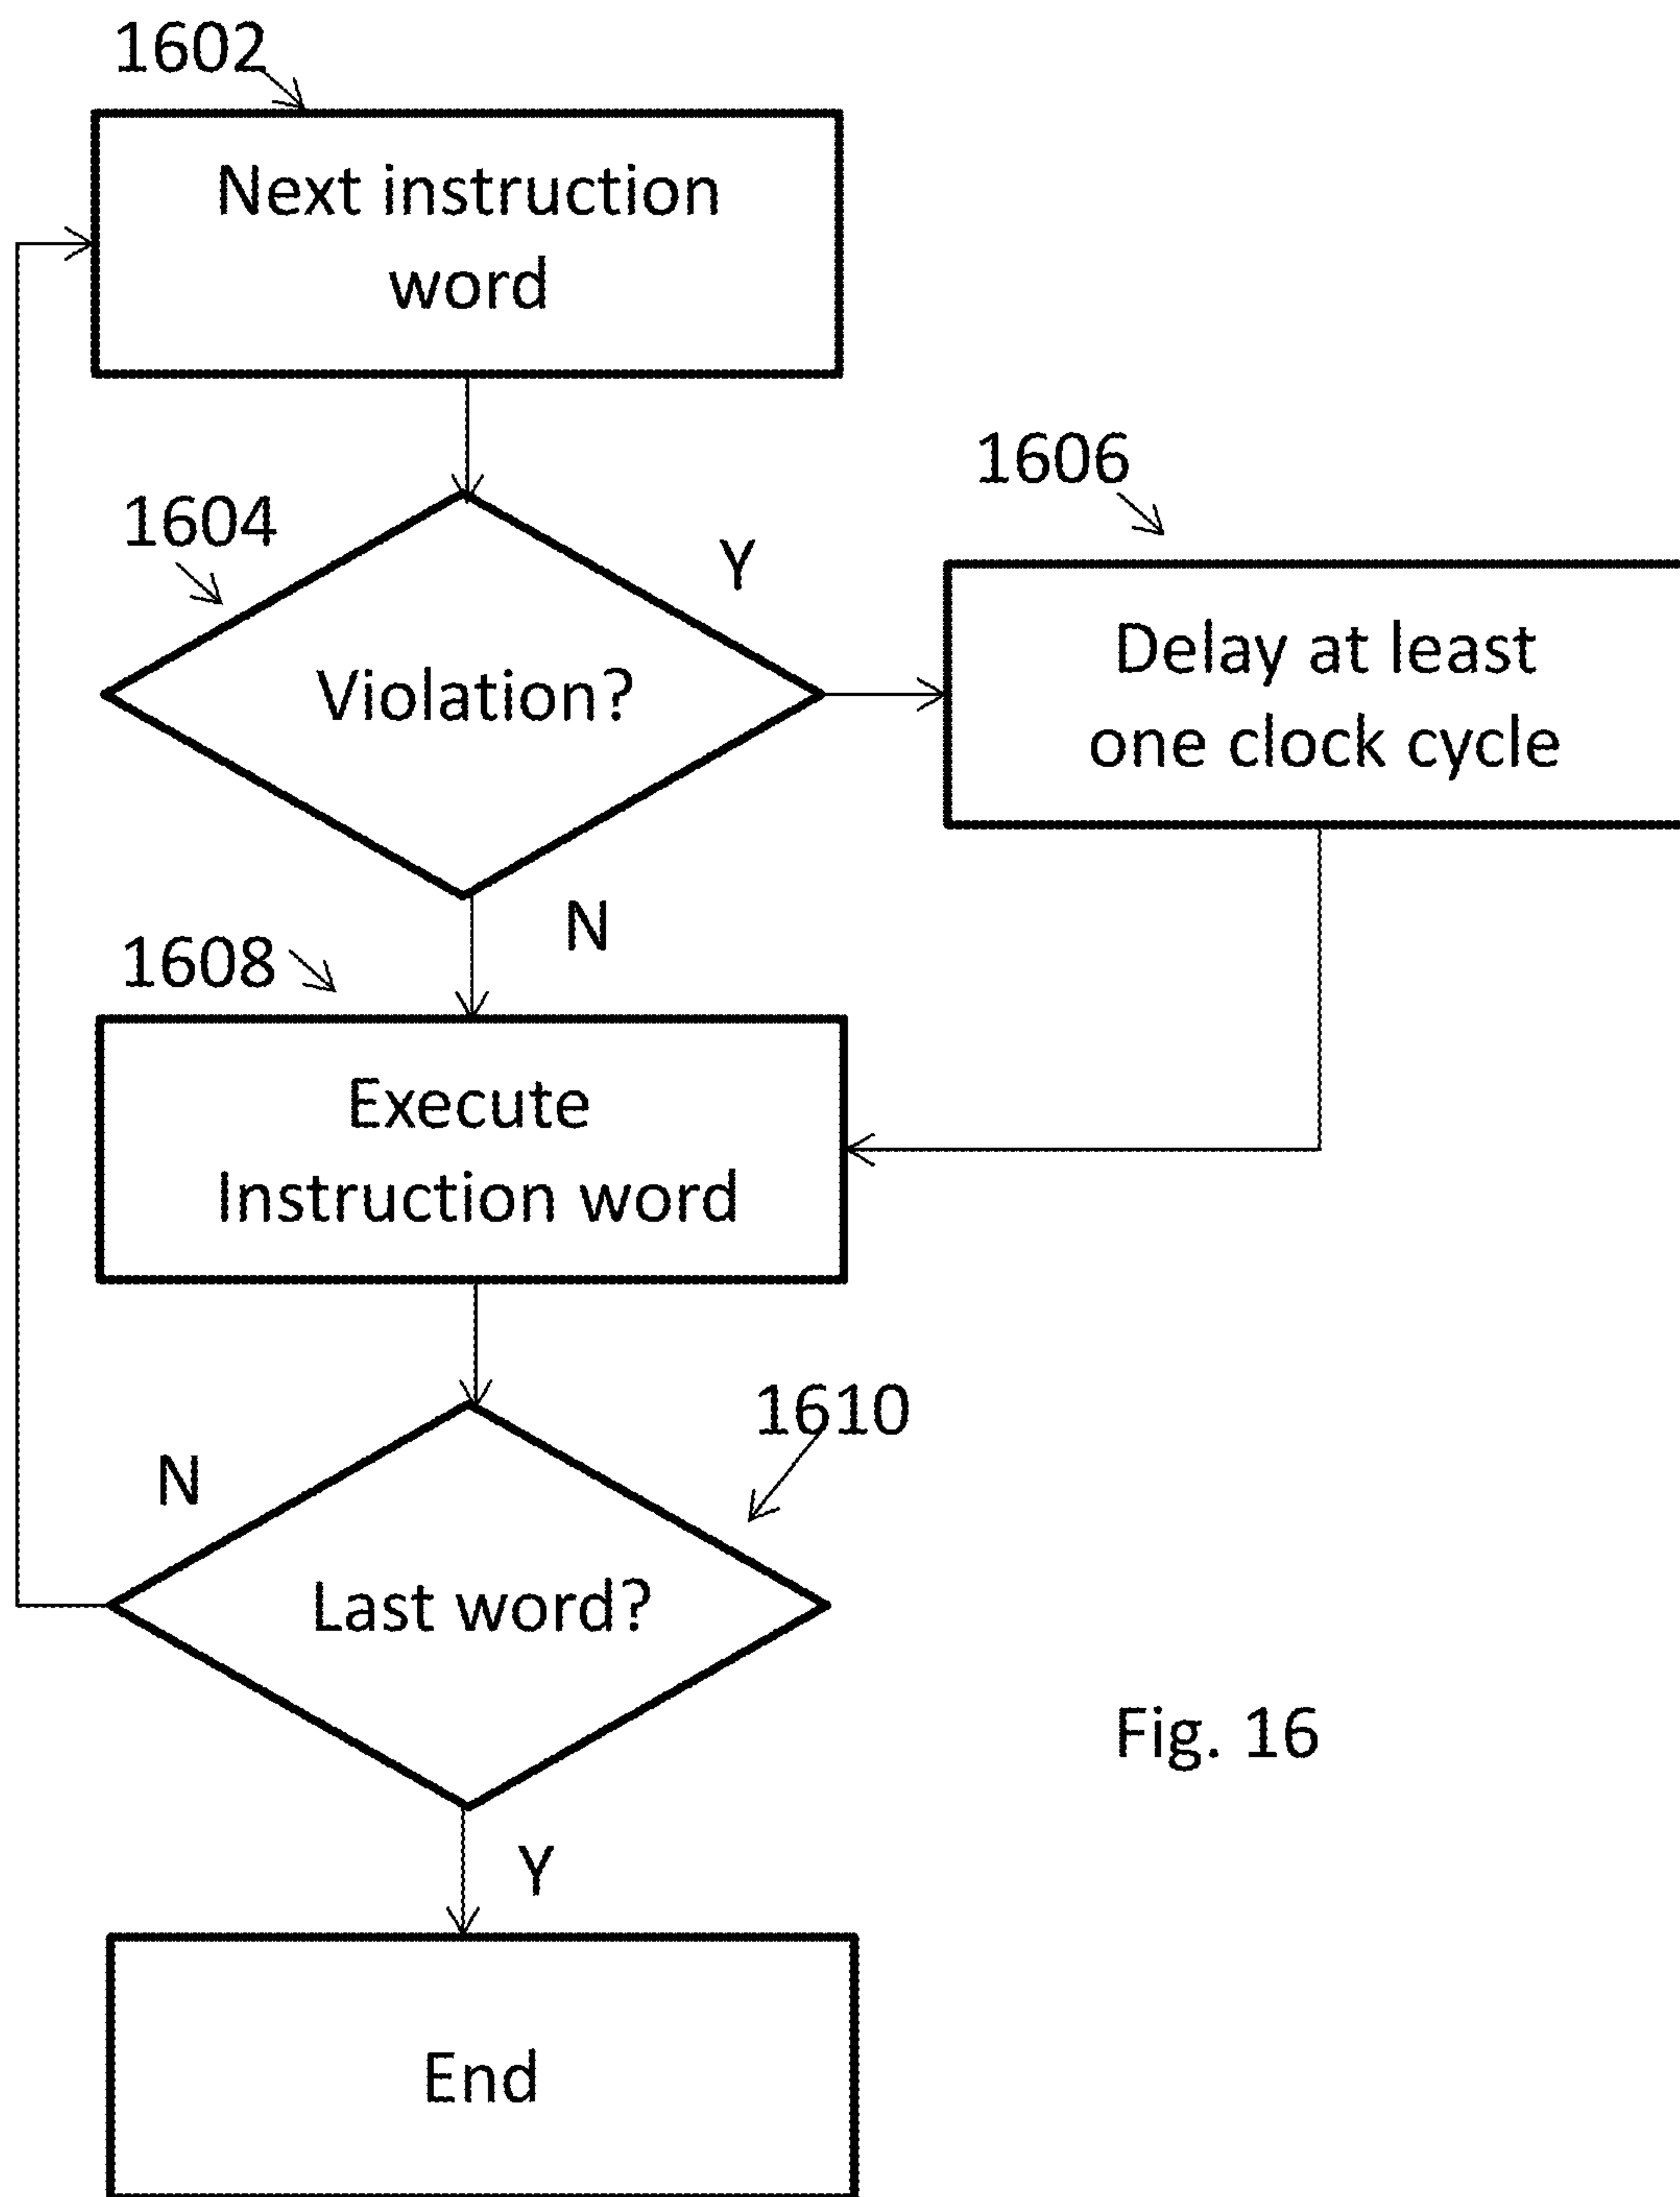 1602
Next instruction
word
1604
Violation?
Y
1606
Delay at least
one clock cycle
N
1608
Execute
Instruction word
1610
N
Last word?
Y
End
Fig. 16